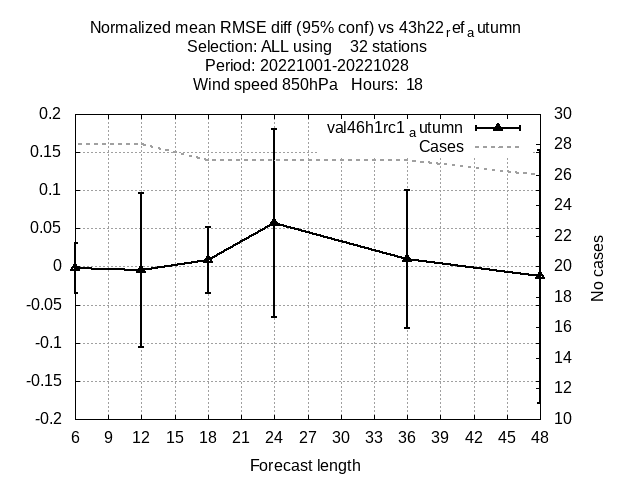 Normalized mean RMSE diff (95% conf) vs 43h22refautumn
Selection: ALL using 32 stations
Period: 20221001-20221028
Wind speed 850hPa Hours: 18
0.2
0.15
0.1
0.05
0
-0.05
-0.1
-0.15
-0.2
val46h1rc1autumn
Cases
30
28
26
24
22
20
18
16
14
12
10
No cases
6 9 12 15 18 21 24 27 30 33 36 39 42 45 48
Forecast length